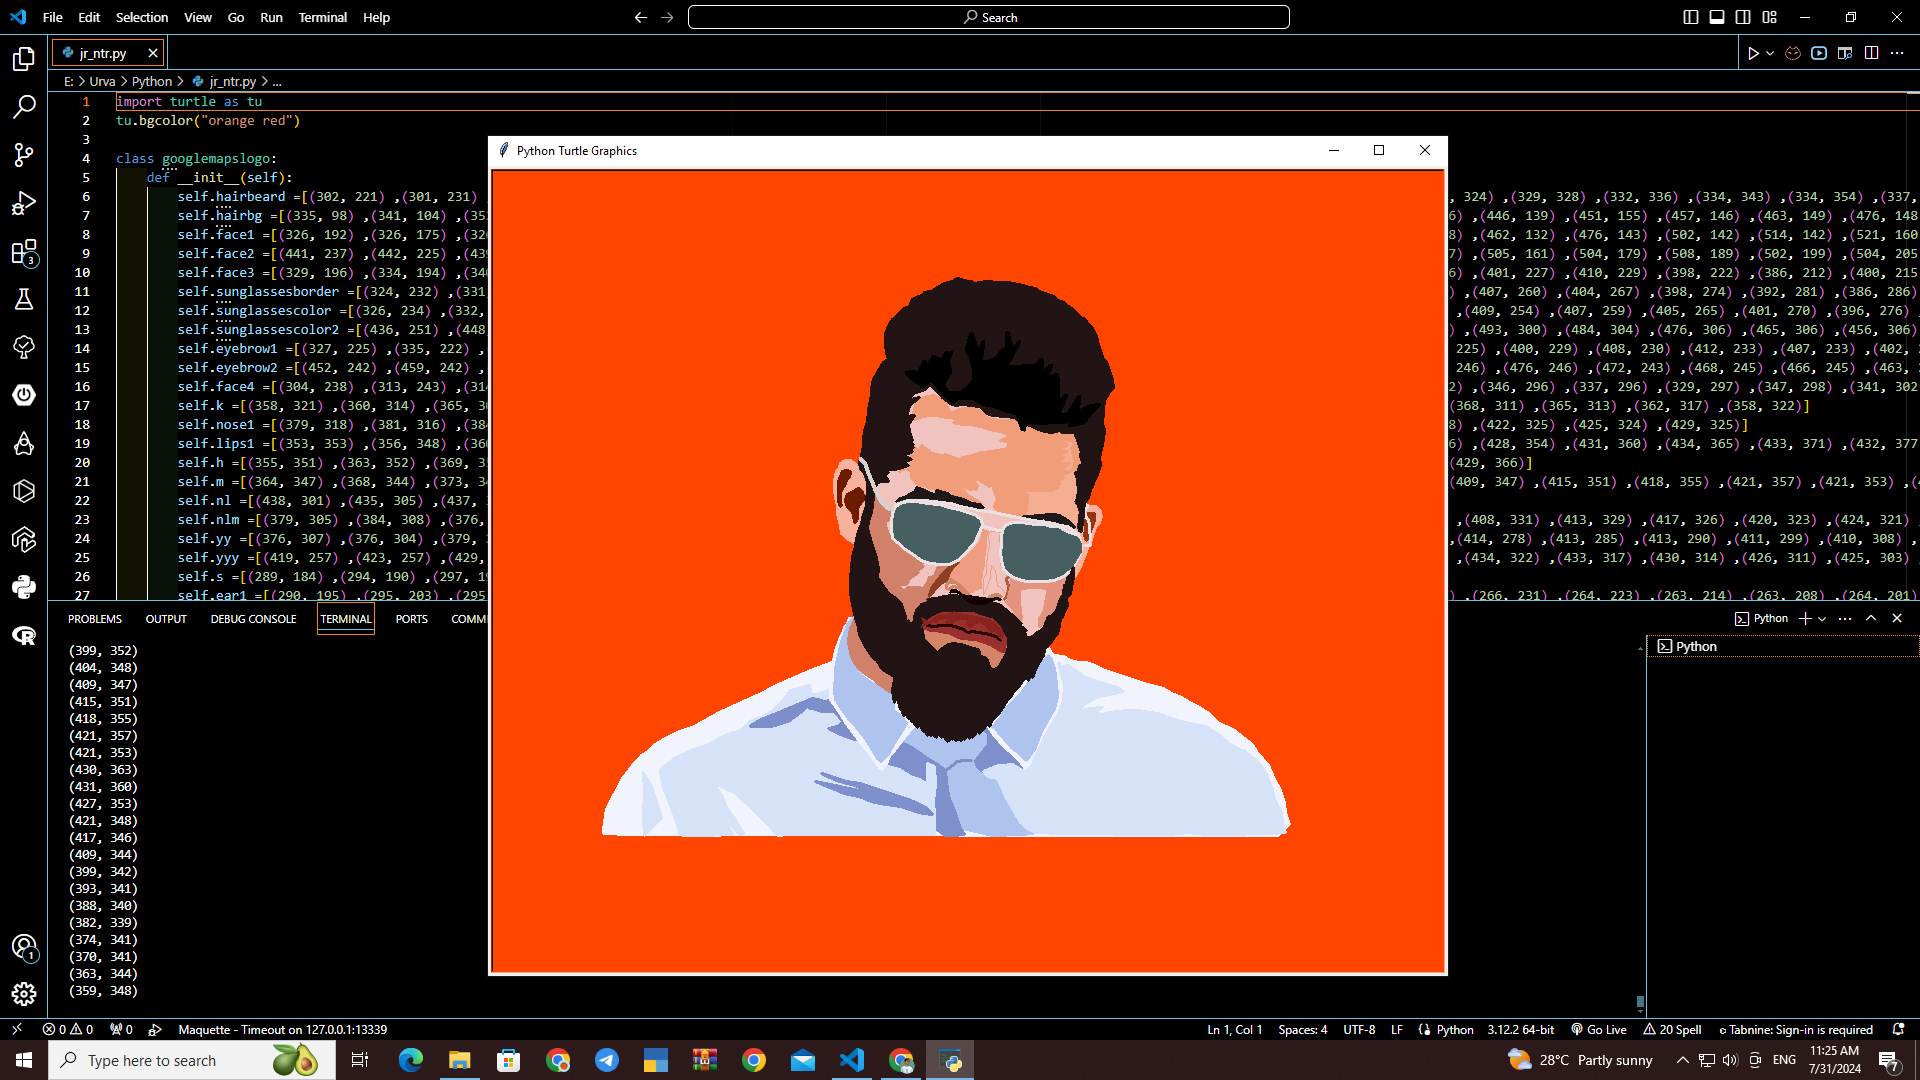 File Edit Selection View Go Run Terminal Help
Search
jr_ntr.py
E: > Urva > Python > jr_ntr.py > ...
1 import turtle as tu
2 tu.bgcolor("orange red")
3
4 class googlemapslogo:
5 def __init__(self):
6 self.hairbeard =[(302, 221) ,(301, 231) , 324) ,(329, 328) ,(332, 336) ,(334, 343) ,(334, 354) ,(337,
7 self.hairbg =[(335, 98) ,(341, 104) ,(35 6) ,(446, 139) ,(451, 155) ,(457, 146) ,(463, 149) ,(476, 148
8 self.face1 =[(326, 192) ,(326, 175) ,(32 ) ,(462, 132) ,(476, 143) ,(502, 142) ,(514, 142) ,(521, 160
9 self.face2 =[(441, 237) ,(442, 225) ,(43 7) ,(505, 161) ,(504, 179) ,(508, 189) ,(502, 199) ,(504, 205
10 self.face3 =[(329, 196) ,(334, 194) ,(34 6) ,(401, 227) ,(410, 229) ,(398, 222) ,(386, 212) ,(400, 215
11 self.sunglassesborder =[(324, 232) ,(331 ) ,(407, 260) ,(404, 267) ,(398, 274) ,(392, 281) ,(386, 286)
12 self.sunglassescolor =[(326, 234) ,(332, ,(409, 254) ,(407, 259) ,(405, 265) ,(401, 270) ,(396, 276)
13 self.sunglassescolor2 =[(436, 251) ,(448 ) ,(493, 300) ,(484, 304) ,(476, 306) ,(465, 306) ,(456, 306)
14 self.eyebrow1 =[(327, 225) ,(335, 222) , 225) ,(400, 229) ,(408, 230) ,(412, 233) ,(407, 233) ,(402,
15 self.eyebrow2 =[(452, 242) ,(459, 242) , 246) ,(476, 246) ,(472, 243) ,(468, 245) ,(466, 245) ,(463,
16 self.face4 =[(304, 238) ,(313, 243) ,(314 2) ,(346, 296) ,(337, 296) ,(329, 297) ,(347, 298) ,(341, 302
17 self.k =[(358, 321) ,(360, 314) ,(365, (368, 311) ,(365, 313) ,(362, 317) ,(358, 322)]
18 self.nose1 =[(379, 318) ,(381, 316) ,(38 ) ,(422, 325) ,(425, 324) ,(429, 325)]
19 self.lips1 =[(353, 353) ,(356, 348) ,(36 6) ,(428, 354) ,(431, 360) ,(434, 365) ,(433, 371) ,(432, 377
20 self.h =[(355, 351) ,(363, 352) ,(369, (429, 366)]
21 self.m =[(364, 347) ,(368, 344) ,(373, (409, 347) ,(415, 351) ,(418, 355) ,(421, 357) ,(421, 353) ,(
22 self.nl =[(438, 301) ,(435, 305) ,(437,
23 self.nlm =[(379, 305) ,(384, 308) ,(376, ,(408, 331) ,(413, 329) ,(417, 326) ,(420, 323) ,(424, 321)
24 self.yy =[(376, 307) ,(376, 304) ,(379, ,(414, 278) ,(413, 285) ,(413, 290) ,(411, 299) ,(410, 308) ,
25 self.yyy =[(419, 257) ,(423, 257) ,(429, ,(434, 322) ,(433, 317) ,(430, 314) ,(426, 311) ,(425, 303)
26 self.s =[(289, 184) ,(294, 190) ,(297,
27 self.ear1 =[(290, 195) ,(295, 203) ,(295 ) ,(266, 231) ,(264, 223) ,(263, 214) ,(263, 208) ,(264, 201)
Python Turtle Graphics
PROBLEMS OUTPUT DEBUG CONSOLE TERMINAL PORTS COMM
Python
Python
(399, 352)
(404, 348)
(409, 347)
(415, 351)
(418, 355)
(421, 357)
(421, 353)
(430, 363)
(431, 360)
(427, 353)
(421, 348)
(417, 346)
(409, 344)
(399, 342)
(393, 341)
(388, 340)
(382, 339)
(374, 341)
(370, 341)
(363, 344)
(359, 348)
3
1
0 0 0 Maquette - Timeout on 127.0.0.1:13339 Ln 1, Col 1 Spaces: 4 UTF-8 LF Python 3.12.2 64-bit Go Live 20 Spell Tabnine: Sign-in is required
Type here to search
28°C Partly sunny ENG 11:25 AM
7/31/2024
7